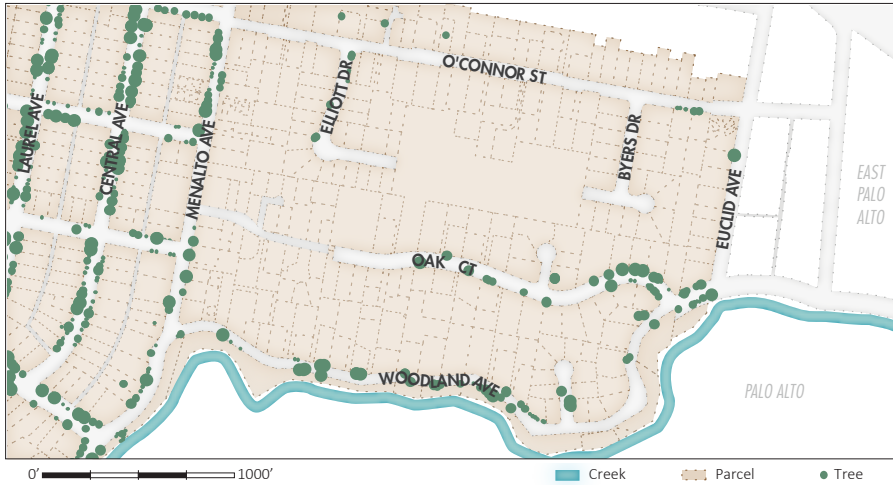 O'CONNOR ST
ELLIOTT DR
LAUREL AVE
CENTRAL AVE
MENALTO AVE
BYERS DR
EUCLID AVE
EAST
PALO
ALTO
OAK CT
WOODLAND AVE
PALO ALTO
0' 1000'
Creek Parcel Tree